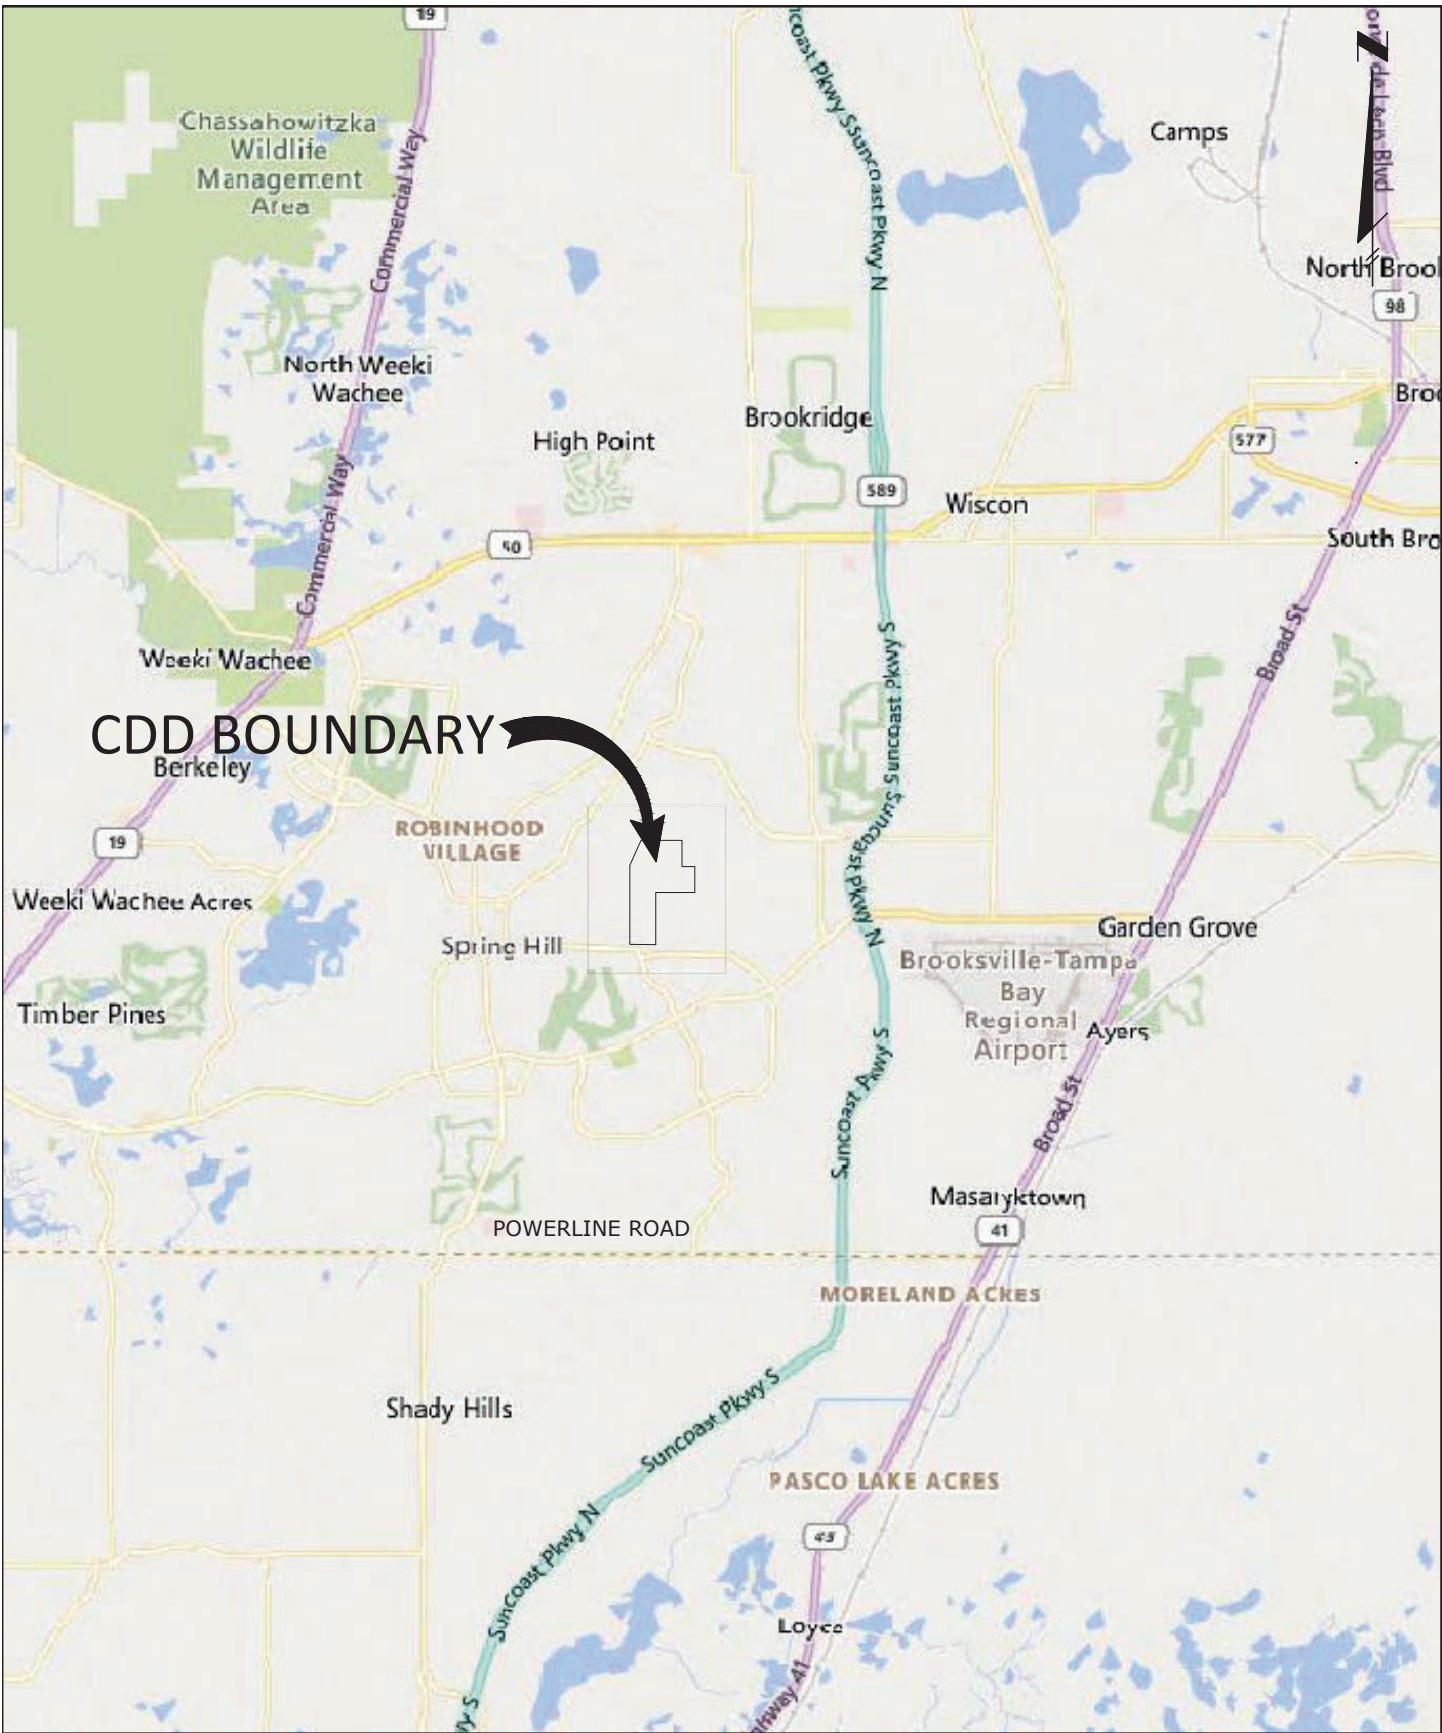 19
Suncoast Pkwy S
Suncoast Pkwy N
Chassahowitzka
Wildlife
Management
Area
Commercial Way
Camps
Blvd
N
North Brook
98
North Weeki
Wachee
Brookridge
High Point
577
589
Wiscon
Commercial Way
50
South Bro
Weeki Wachee
Broad St
Suncoast Pkwy S
CDD BOUNDARY
Berkeley
Suncoast Pkwy S
ROBINHOOD
VILLAGE
19
Suncoast Pkwy N
Weeki Wachee Acres
Garden Grove
Spring Hill
Brooksville-Tampa
Bay
Regional
Airport
Timber Pines
Ayers
Suncoast Pkwy S
Broad St
Masaryktown
POWERLINE ROAD
41
MORELAND ACRES
Suncoast Pkwy S
Shady Hills
PASCO LAKE ACRES
Suncoast Pkwy N
45
Loyce
41